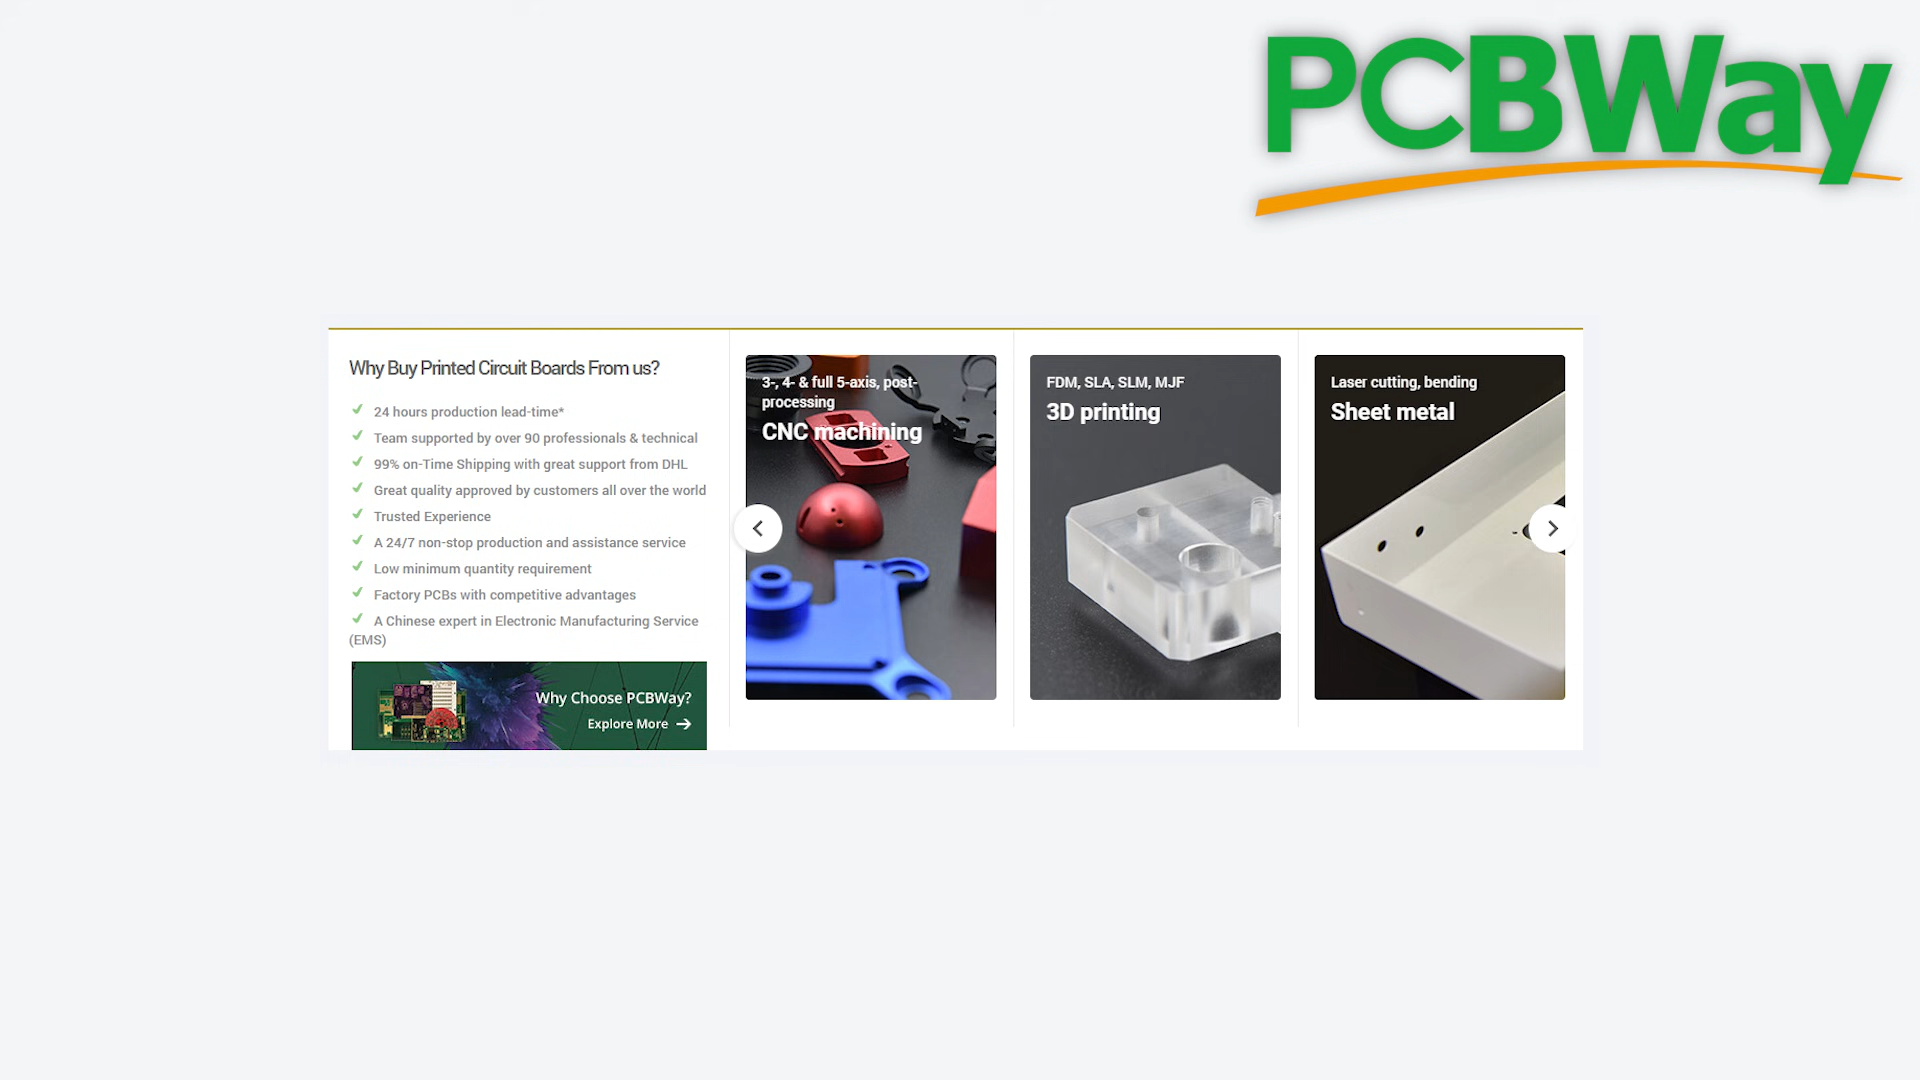 PCBWay
Why Buy Printed Circuit Boards From us?
24 hours production lead-time*
Team supported by over 90 professionals & technical
99% on-Time Shipping with great support from DHL
Great quality approved by customers all over the world
Trusted Experience
A 24/7 non-stop production and assistance service
Low minimum quantity requirement
Factory PCBs with competitive advantages
A Chinese expert in Electronic Manufacturing Service
(EMS)
Why Choose PCBWay?
Explore More
3-, 4- & full 5-axis, post-
processing
CNC machining
FDM, SLA, SLM, MJF
3D printing
Laser cutting, bending
Sheet metal